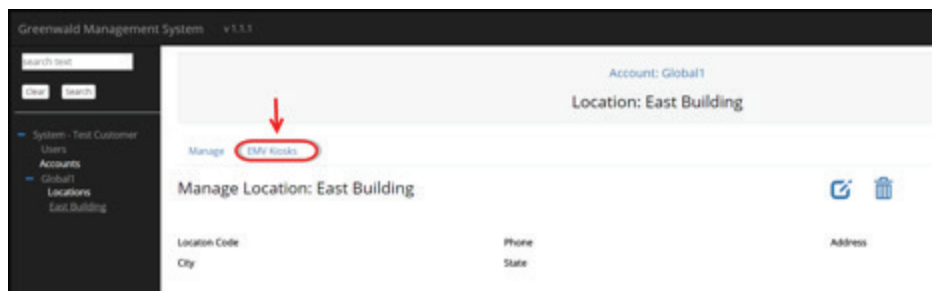 Greenwald Management System v 1.1.1
search text
Clear Search
System - Test Customer
Users
Accounts
Global1
Locations
East Building
Account: Global1
Location: East Building
Manage EMV Kiosks
Manage Location: East Building
Locaton Code Phone Address
City State